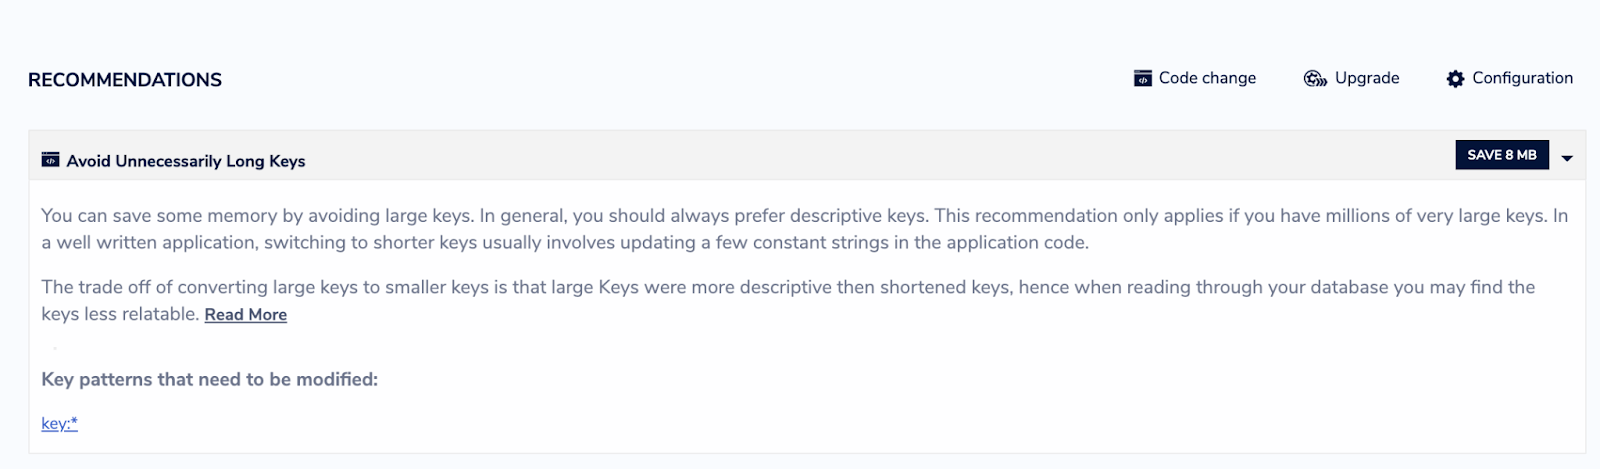 RECOMMENDATIONS
Code change
Upgrade
Configuration
Avoid Unnecessarily Long Keys
SAVE 8 MB
You can save some memory by avoiding large keys. In general, you should always prefer descriptive keys. This recommendation only applies if you have millions of very large keys. In
a well written application, switching to shorter keys usually involves updating a few constant strings in the application code.
The trade off of converting large keys to smaller keys is that large Keys were more descriptive then shortened keys, hence when reading through your database you may find the
keys less relatable. Read More
Key patterns that need to be modified:
key:*